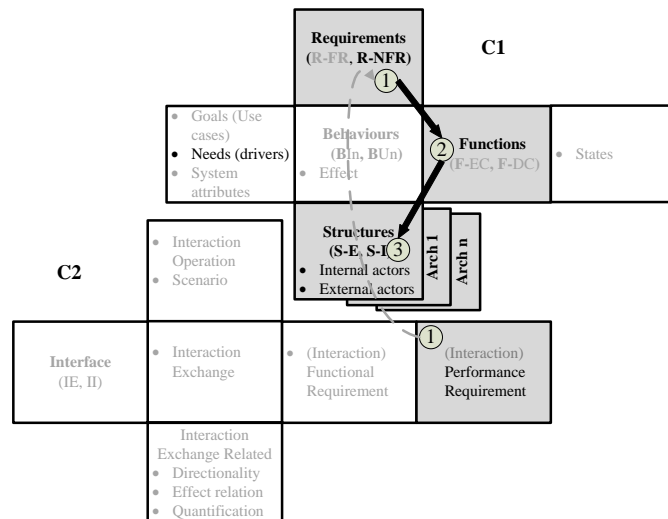 Requirements
(R-FR, R-NFR)
C1
1
• Goals (Use
cases)
• Needs (drivers)
• System
attributes
Behaviours
(BIn, BUn)
• Effect
2
Functions
(F-EC, F-DC)
• States
Structures
(S-E, S-I
3
• Internal actors
• External actors
Arch 1
Arch n
C2
• Interaction
Operation
• Scenario
Interface
(IE, II)
• Interaction
Exchange
• (Interaction)
Functional
Requirement
1
(Interaction)
Performance
Requirement
Interaction
Exchange Related
• Directionality
• Effect relation
• Quantification